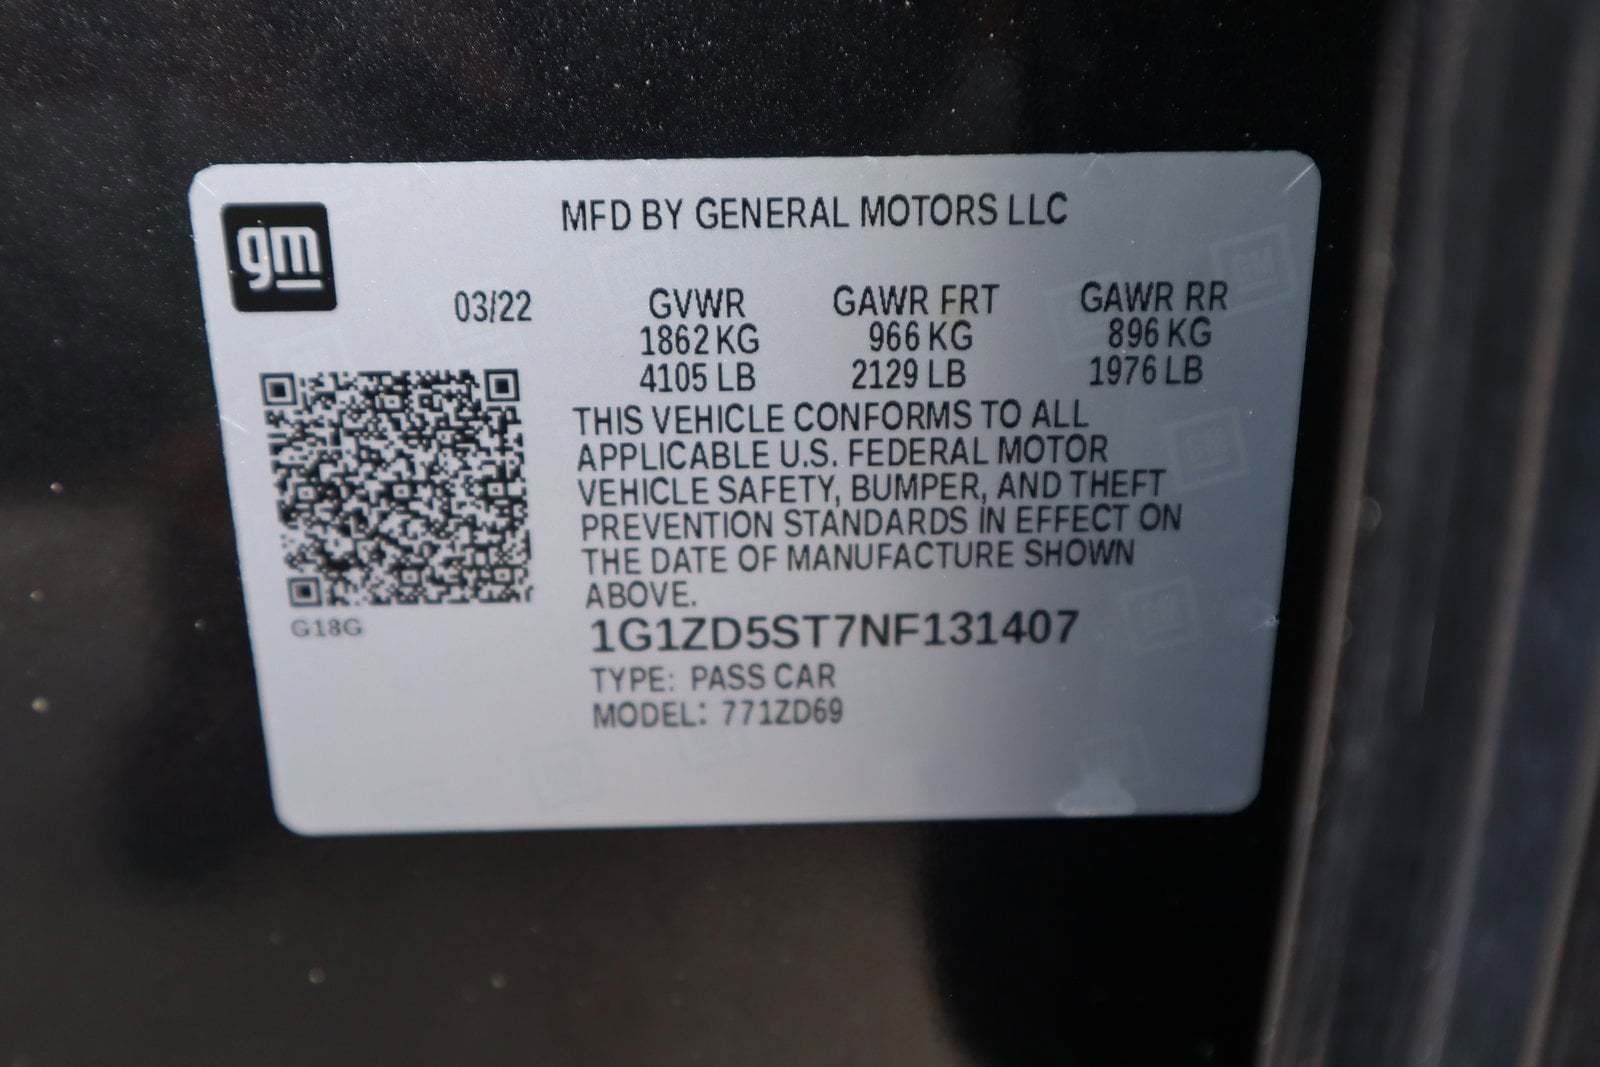 gm
MFD BY GENERAL MOTORS LLC
03/22 GVWR GAWR FRT GAWR RR
1862 KG 966 KG 896 KG
4105 LB 2129 LB 1976 LB
THIS VEHICLE CONFORMS TO ALL
APPLICABLE U.S. FEDERAL MOTOR
VEHICLE SAFETY, BUMPER, AND THEFT
PREVENTION STANDARDS IN EFFECT ON
THE DATE OF MANUFACTURE SHOWN
ABOVE.
G18G
1G1ZD5ST7NF131407
TYPE: PASS CAR
MODEL: 771ZD69